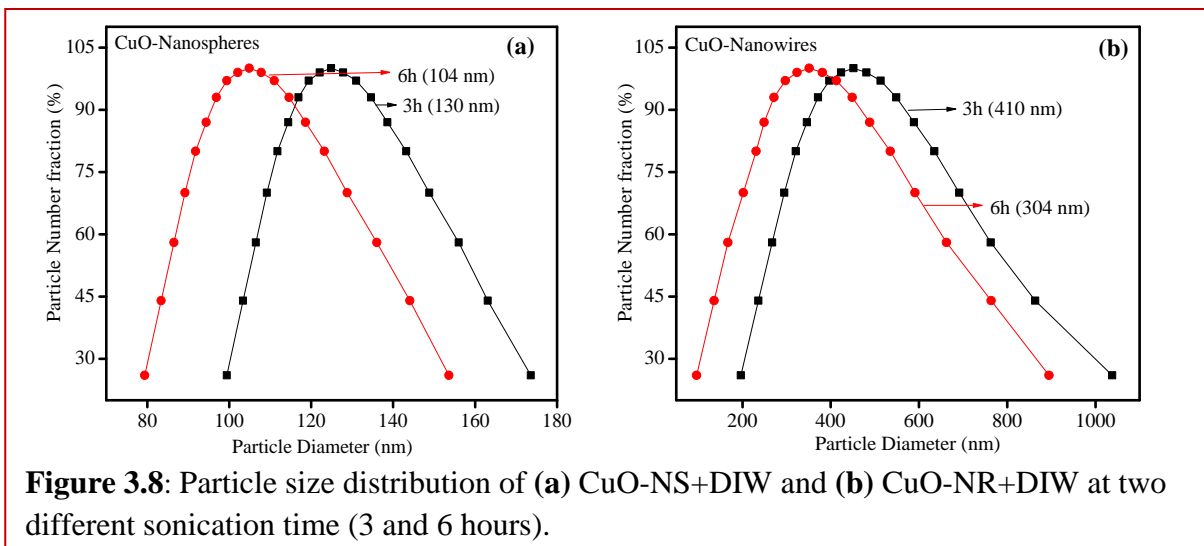 CuO-Nanospheres
(a)
6h (104 nm)
3h (130 nm)
Particle Number fraction (%)
105
90
75
60
45
30
80 100 120 140 160 180
Particle Diameter (nm)
CuO-Nanowires
(b)
3h (410 nm)
6h (304 nm)
Particle Number fraction (%)
105
90
75
60
45
30
200 400 600 800 1000
Particle Diameter (nm)
Figure 3.8: Particle size distribution of (a) CuO-NS+DIW and (b) CuO-NR+DIW at two
different sonication time (3 and 6 hours).